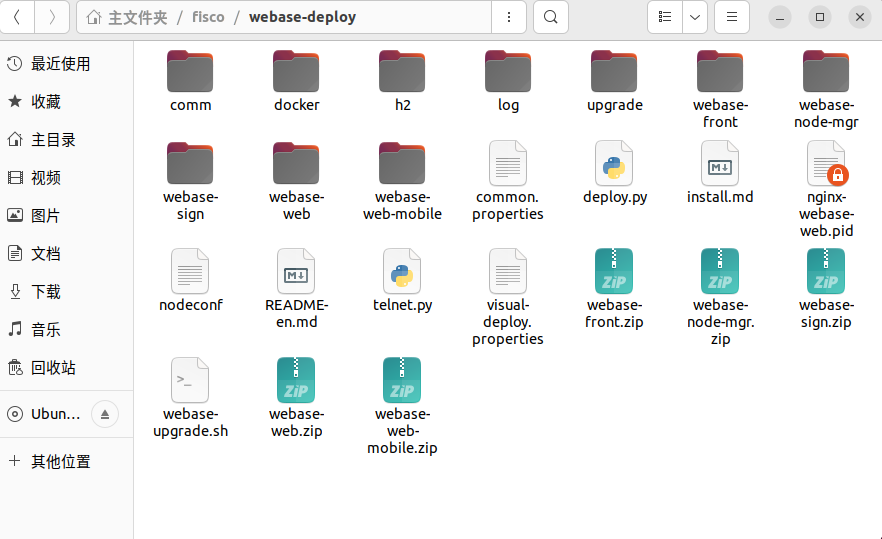 主文件夹 / fisco / webase-deploy
最近使用
收藏
主目录
视频
图片
文档
下载
音乐
回收站
Ubun…
其他位置
comm
docker
h2
log
upgrade
webase-
front
webase-
node-mgr
webase-
sign
webase-
web
webase-
web-mobile
common.
properties
deploy.py
install.md
nginx-
webase-
web.pid
nodeconf
README-
en.md
telnet.py
visual-
deploy.
properties
webase-
front.zip
webase-
node-mgr.
zip
webase-
sign.zip
webase-
upgrade.sh
webase-
web.zip
webase-
web-
mobile.zip